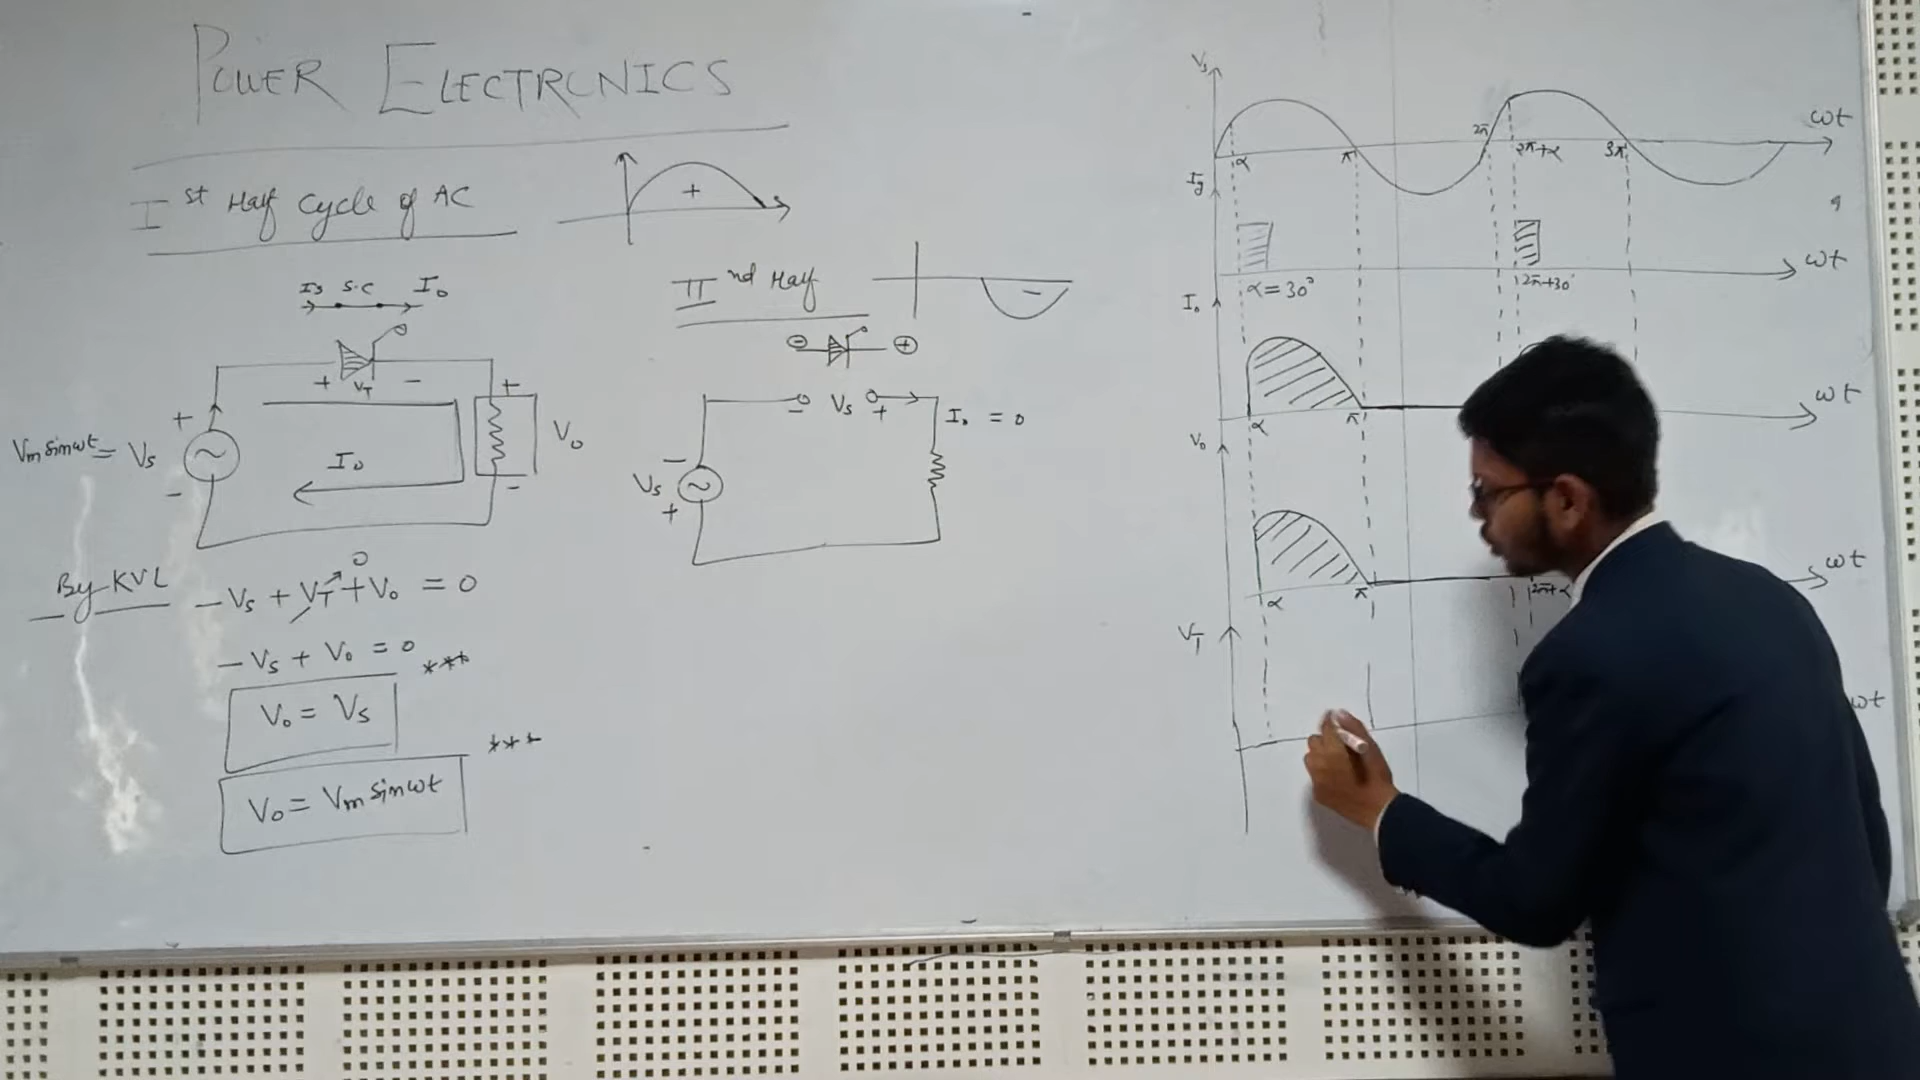 POWER ELECTRONICS
Ist Half Cycle of AC
+
Is S.C Io
+ VT -
+
Vm sinωt = Vs
-
Io
+
Vo
-
By KVL
0
-Vs + VT + Vo = 0
-Vs + Vo = 0
***
Vo = Vs
***
Vo = Vm sinωt
IInd Half
-
⊖ ⊕
- Vs +
Io = 0
-
Vs
+
Vs
α π 2π 2π+α 3π ωt
Ig
α = 30° 2π+30° ωt
Io
α π ωt
Vo
α π 2π+α ωt
VT
ωt